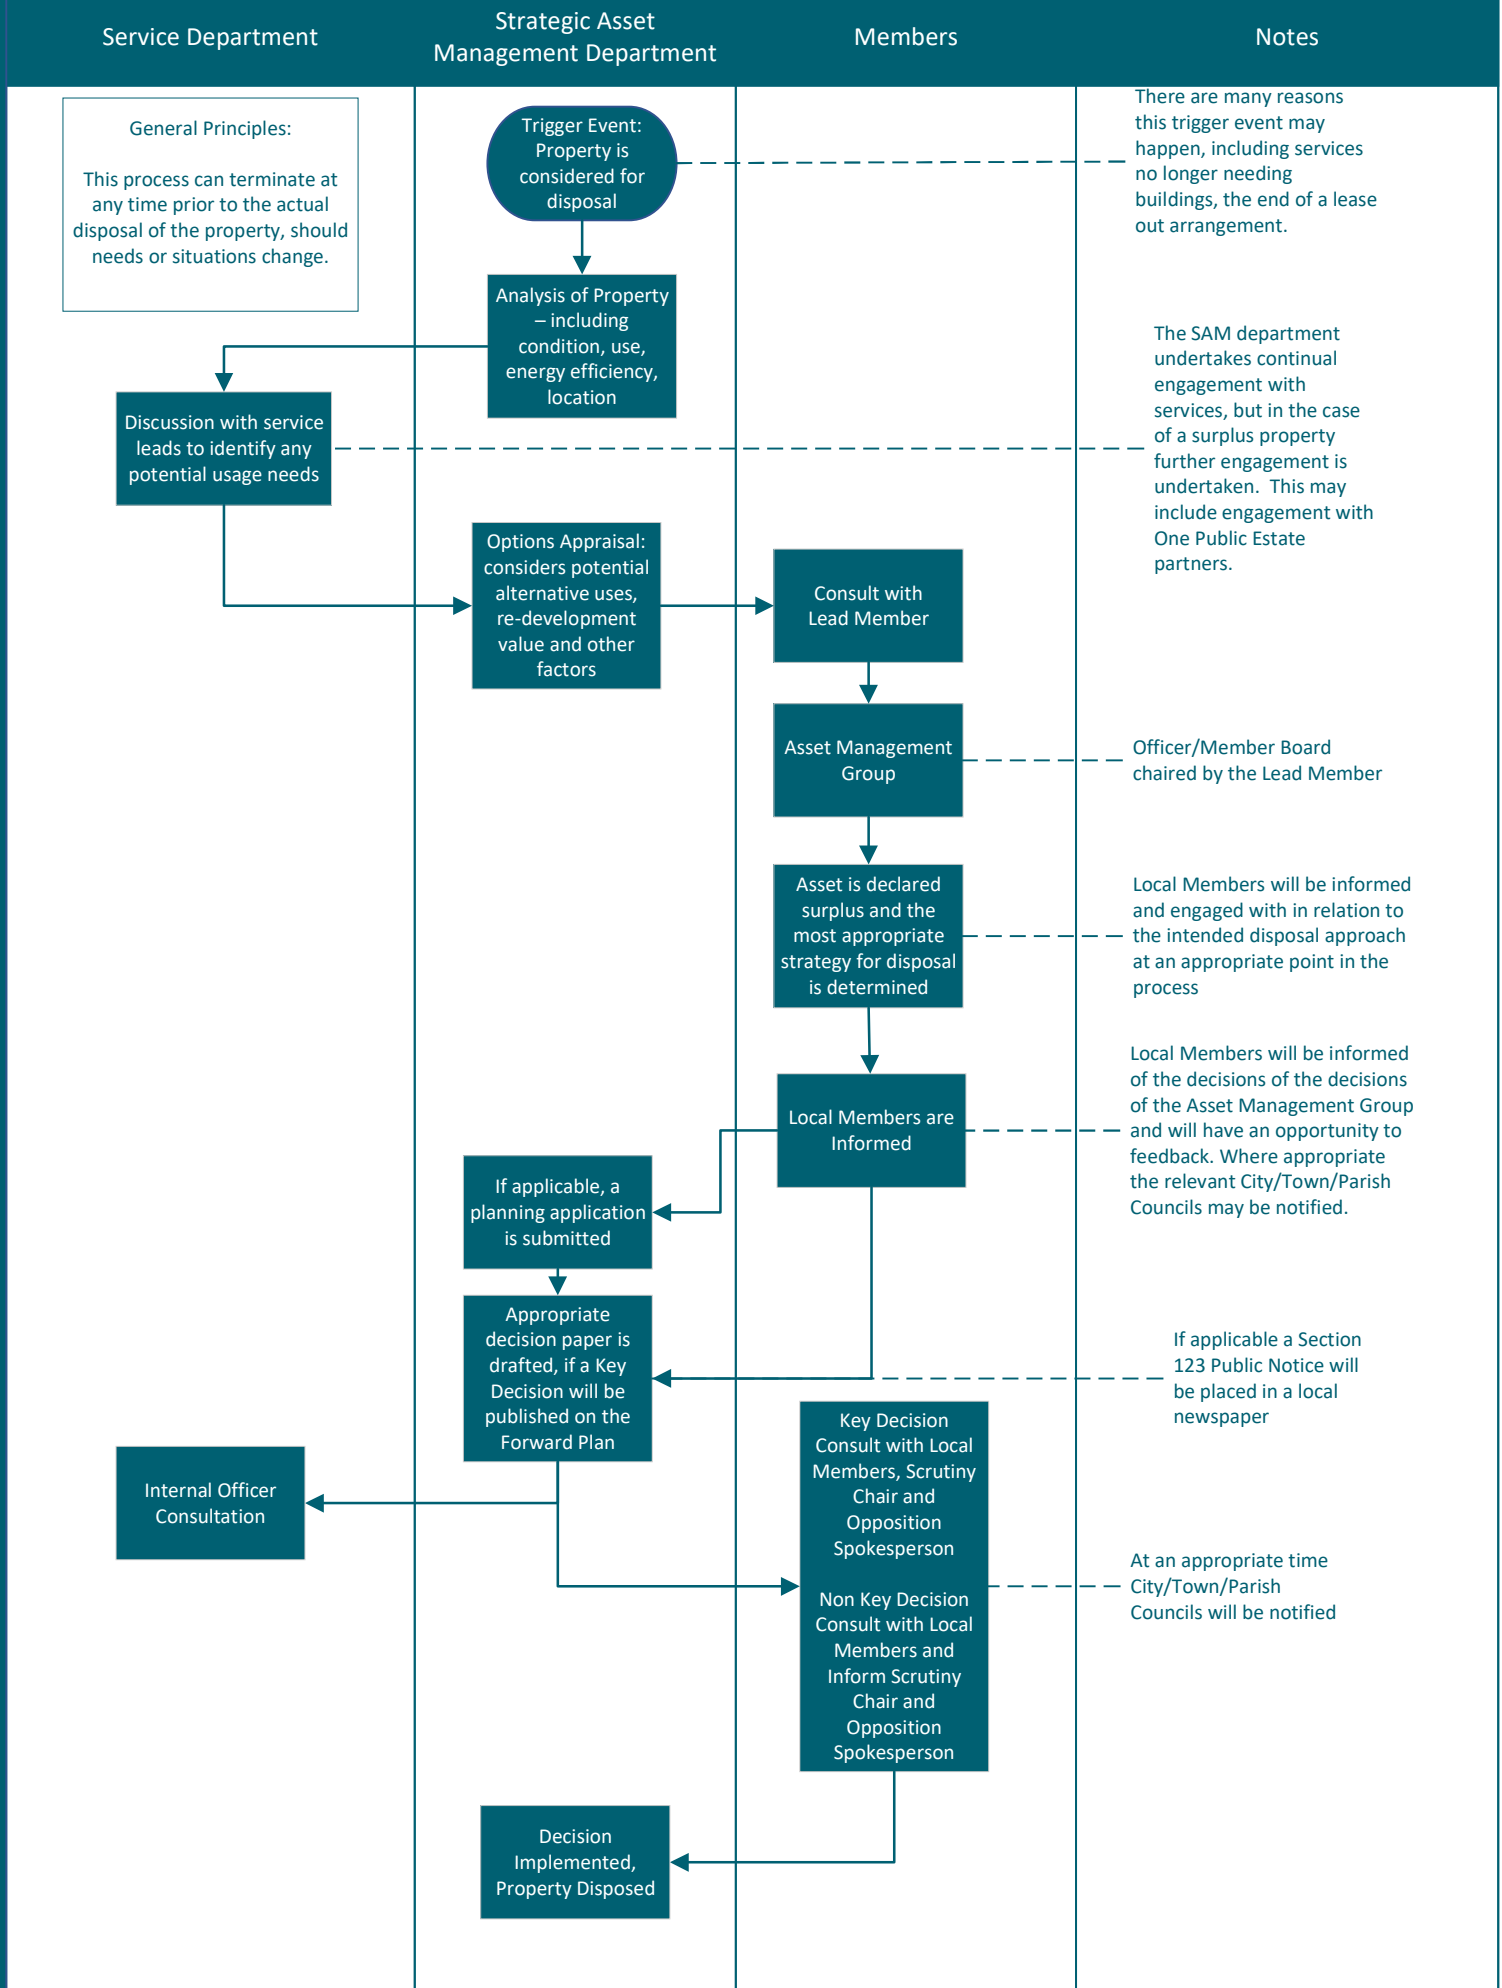 Service Department
Strategic Asset
Management Department
Members
Notes
General Principles:
This process can terminate at
any time prior to the actual
disposal of the property, should
needs or situations change.
Trigger Event:
Property is
considered for
disposal
There are many reasons
this trigger event may
happen, including services
no longer needing
buildings, the end of a lease
out arrangement.
Analysis of Property
– including
condition, use,
energy efficiency,
location
Discussion with service
leads to identify any
potential usage needs
The SAM department
undertakes continual
engagement with
services, but in the case
of a surplus property
further engagement is
undertaken.  This may
include engagement with
One Public Estate
partners.
Options Appraisal:
considers potential
alternative uses,
re-development
value and other
factors
Consult with
Lead Member
Asset Management
Group
Officer/Member Board
chaired by the Lead Member
Asset is declared
surplus and the
most appropriate
strategy for disposal
is determined
Local Members will be informed
and engaged with in relation to
the intended disposal approach
at an appropriate point in the
process
Local Members are
Informed
Local Members will be informed
of the decisions of the decisions
of the Asset Management Group
and will have an opportunity to
feedback. Where appropriate
the relevant City/Town/Parish
Councils may be notified.
If applicable, a
planning application
is submitted
Appropriate
decision paper is
drafted, if a Key
Decision will be
published on the
Forward Plan
If applicable a Section
123 Public Notice will
be placed in a local
newspaper
Internal Officer
Consultation
Key Decision
Consult with Local
Members, Scrutiny
Chair and
Opposition
Spokesperson
Non Key Decision
Consult with Local
Members and
Inform Scrutiny
Chair and
Opposition
Spokesperson
At an appropriate time
City/Town/Parish
Councils will be notified
Decision
Implemented,
Property Disposed